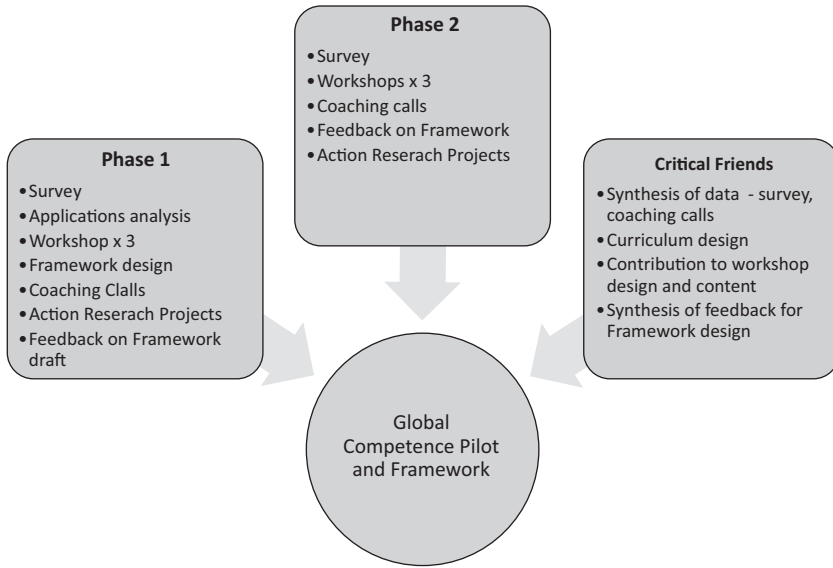 Phase 1
•Survey
•Applications analysis
•Workshop x 3
•Framework design
•Coaching Clalls
•Action Reserach Projects
•Feedback on Framework
draft
Phase 2
•Survey
•Workshops x 3
•Coaching calls
•Feedback on Framework
•Action Reserach Projects
Critical Friends
•Synthesis of data - survey,
coaching calls
•Curriculum design
•Contribution to workshop
design and content
•Synthesis of feedback for
Framework design
Global
Competence Pilot
and Framework